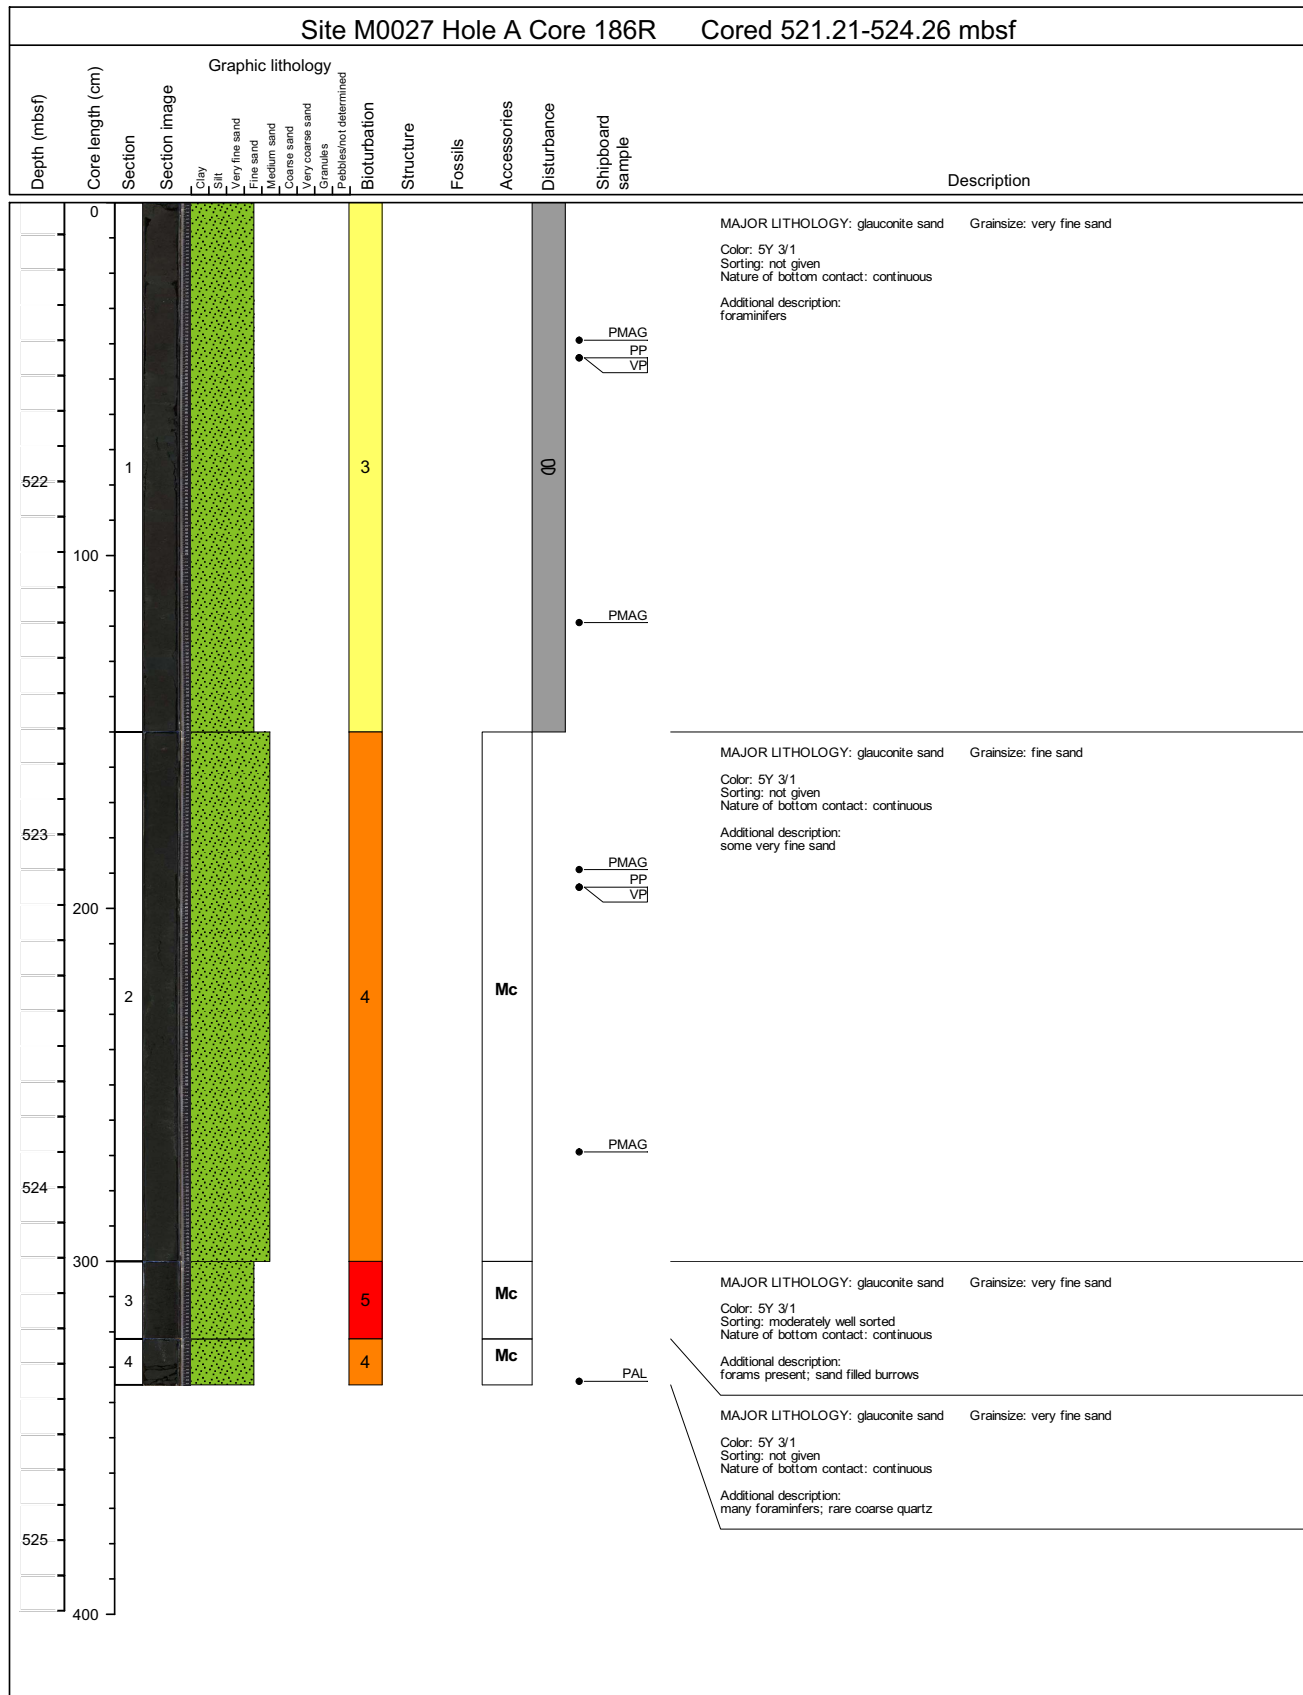 Site M0027 Hole A Core 186R Cored 521.21-524.26 mbsf
Graphic lithology
Depth (mbsf)
Core length (cm)
Section
Section image
Clay
Silt
Very fine sand
Fine sand
Medium sand
Coarse sand
Very coarse sand
Granules
Pebbles/not determined
Bioturbation
Structure
Fossils
Accessories
Disturbance
Shipboard
sample
Description
0
MAJOR LITHOLOGY: glauconite sand Grainsize: very fine sand
Color: 5Y 3/1
Sorting: not given
Nature of bottom contact: continuous
Additional description:
foraminifers
PMAG
PP
VP
1
3
522
100
PMAG
MAJOR LITHOLOGY: glauconite sand Grainsize: fine sand
Color: 5Y 3/1
Sorting: not given
Nature of bottom contact: continuous
Additional description:
some very fine sand
523
PMAG
PP
VP
200
2
4
Mc
PMAG
524
300
MAJOR LITHOLOGY: glauconite sand Grainsize: very fine sand
Color: 5Y 3/1
Sorting: moderately well sorted
Nature of bottom contact: continuous
Additional description:
forams present; sand filled burrows
3
5
Mc
4
4
Mc
PAL
MAJOR LITHOLOGY: glauconite sand Grainsize: very fine sand
Color: 5Y 3/1
Sorting: not given
Nature of bottom contact: continuous
Additional description:
many foraminfers; rare coarse quartz
525
400